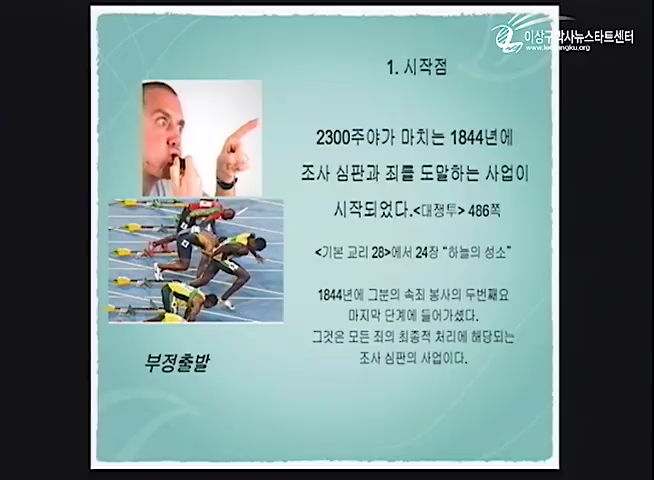 이상구박사뉴스타트센터
1. 시작점
2300주야가 마치는 1844년에
조사 심판과 죄를 도말하는 사업이
시작되었다.<대쟁투> 486쪽
<기본 교리 28>에서 24장 "하늘의 성소"
1844년에 그분의 속죄 봉사의 두번째요
마지막 단계에 들어가셨다.
그것은 모든 죄의 최종적 처리에 해당되는
조사 심판의 사업이다.
부정출발